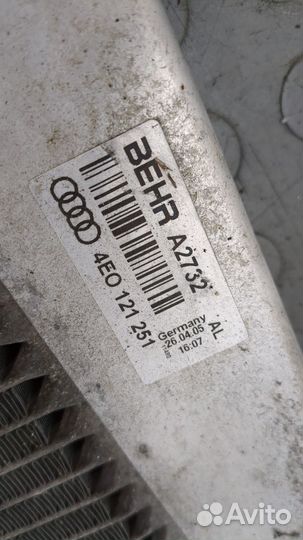 BEHR A2732
4E0 121 251
Germany AL
26.04.05
16:07
Avito